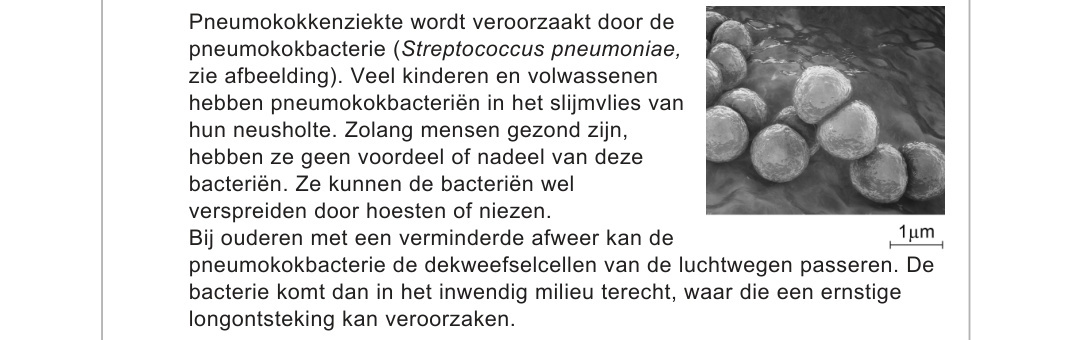 Pneumokokkenziekte wordt veroorzaakt door de
pneumokokbacterie (Streptococcus pneumoniae,
zie afbeelding). Veel kinderen en volwassenen
hebben pneumokokbacteriën in het slijmvlies van
hun neusholte. Zolang mensen gezond zijn,
hebben ze geen voordeel of nadeel van deze
bacteriën. Ze kunnen de bacteriën wel
verspreiden door hoesten of niezen.
1µm
Bij ouderen met een verminderde afweer kan de
pneumokokbacterie de dekweefselcellen van de luchtwegen passeren. De
bacterie komt dan in het inwendig milieu terecht, waar die een ernstige
longontsteking kan veroorzaken.